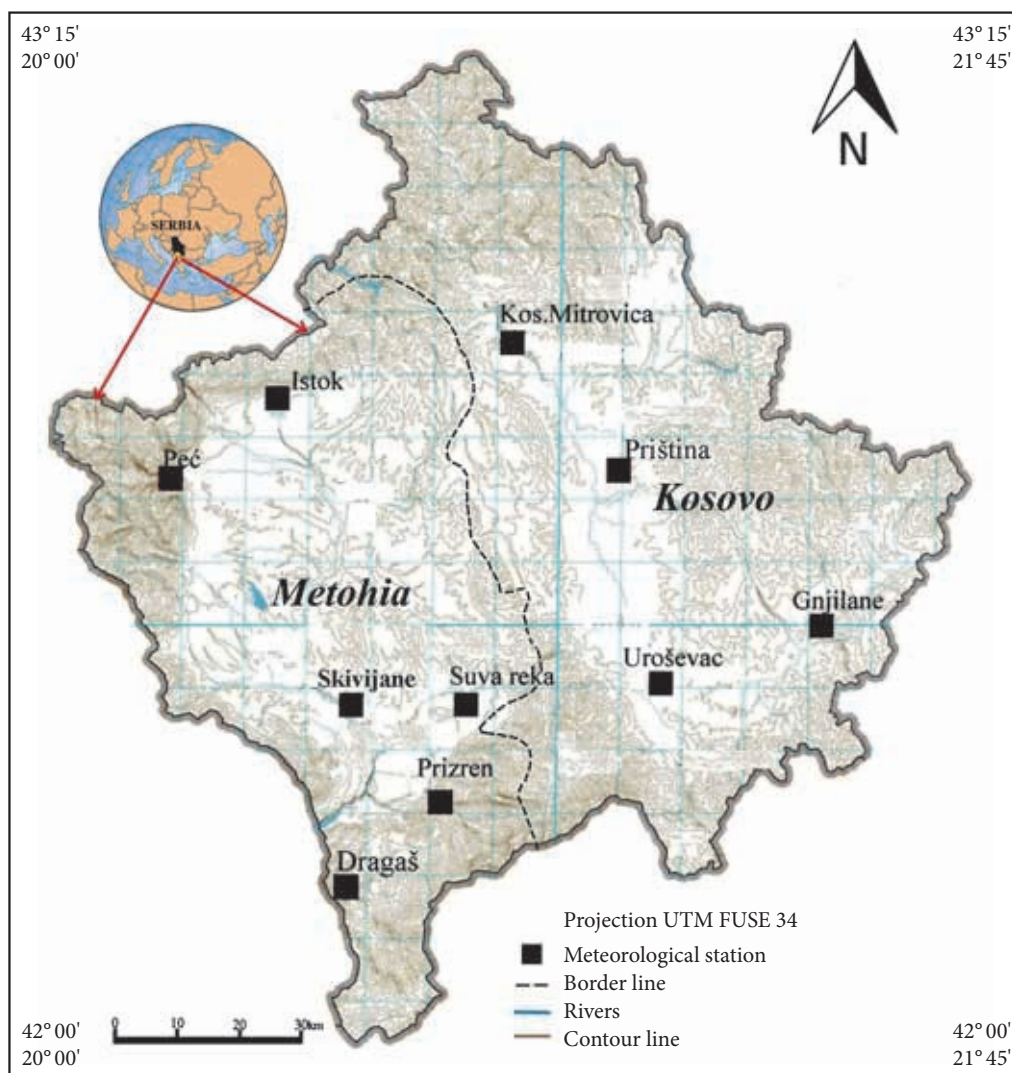 43° 15'
20° 00'
43° 15'
21° 45'
N
SERBIA
Kos.Mitrovica
Istok
Priština
Peć
Kosovo
Metohia
Gnjilane
Uroševac
Skivijane
Suva reka
Prizren
Dragaš
Projection UTM FUSE 34
Meteorological station
Border line
Rivers
Contour line
0 10 20 30km
42° 00'
20° 00'
42° 00'
21° 45'